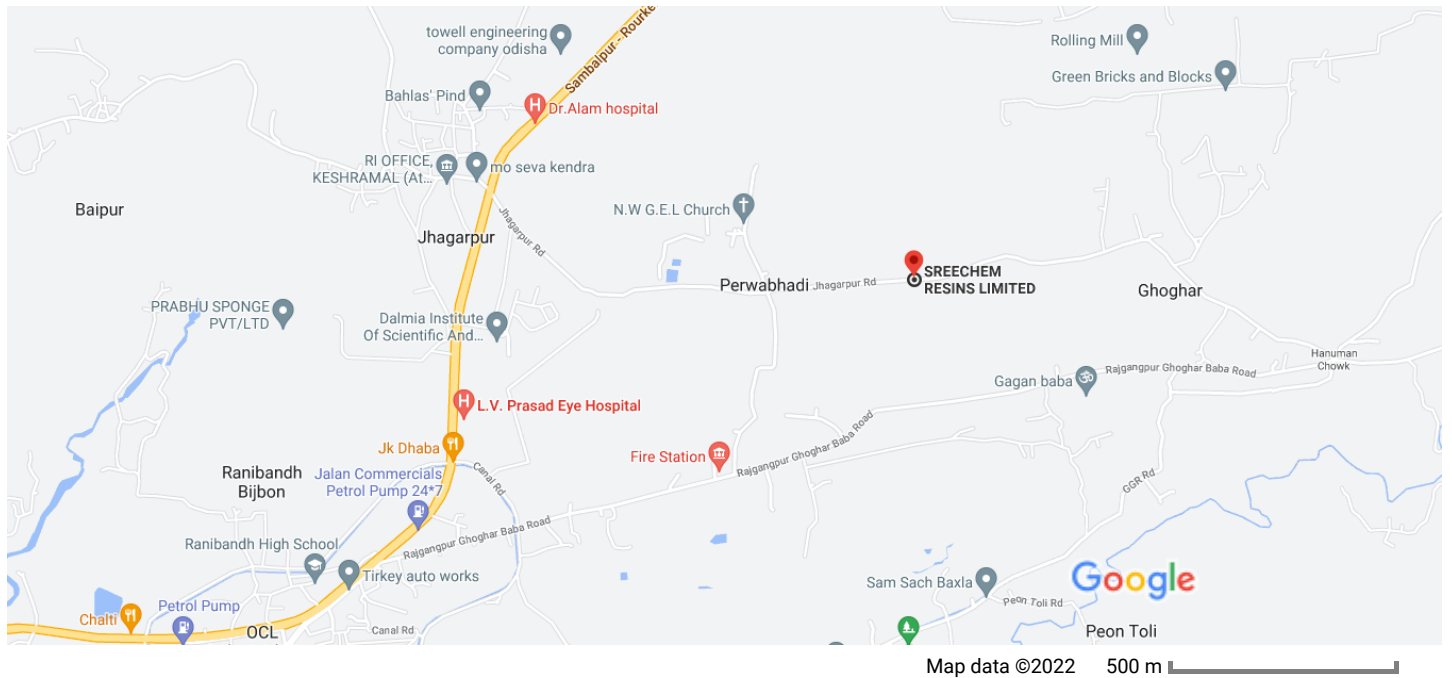 towell engineering
company odisha
Rolling Mill
Sambalpur - Rourke
Green Bricks and Blocks
Bahlas' Pind
H
Dr.Alam hospital
RI OFFICE,
KESHRAMAL (At...
mo seva kendra
Baipur
N.W G.E.L Church
Jhagarpur
Jhagarpur Rd
SREECHEM
RESINS LIMITED
Perwabhadi
Jhagarpur Rd
Ghoghar
PRABHU SPONGE
PVT/LTD
Dalmia Institute
Of Scientific And...
Hanuman
Chowk
Gagan baba
Rajgangpur Ghoghar Baba Road
H
L.V. Prasad Eye Hospital
Jk Dhaba
Fire Station
Rajgangpur Ghoghar Baba Road
Ranibandh
Bijbon
Jalan Commercials
Petrol Pump 24*7
Canal Rd
GGR Rd
Rajgangpur Ghoghar Baba Road
Ranibandh High School
Tirkey auto works
Sam Sach Baxla
Google
Peon Toli Rd
Chalti
Petrol Pump
OCL
Canal Rd
Peon Toli
Map data ©2022
500 m